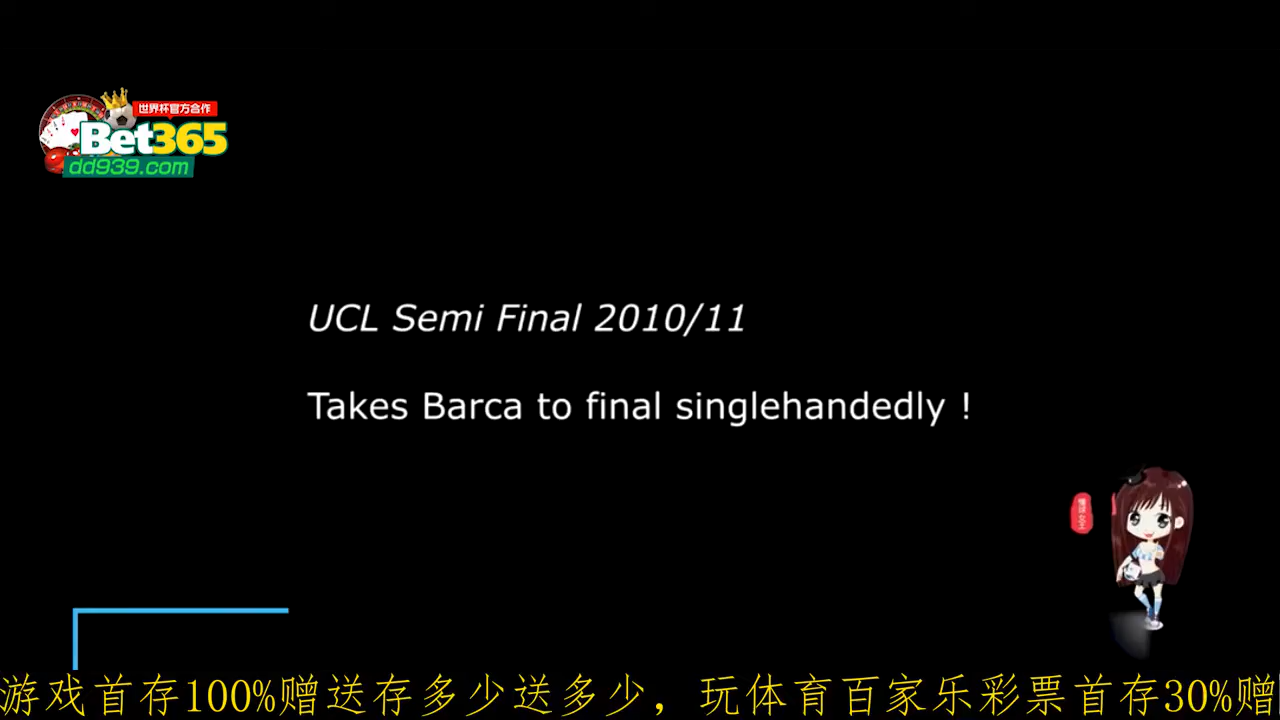 世界杯官方合作
Bet365
dd939.com
UCL Semi Final 2010/11
Takes Barca to final singlehandedly !
游戏首存100%赠送存多少送多少，玩体育百家乐彩票首存30%赠